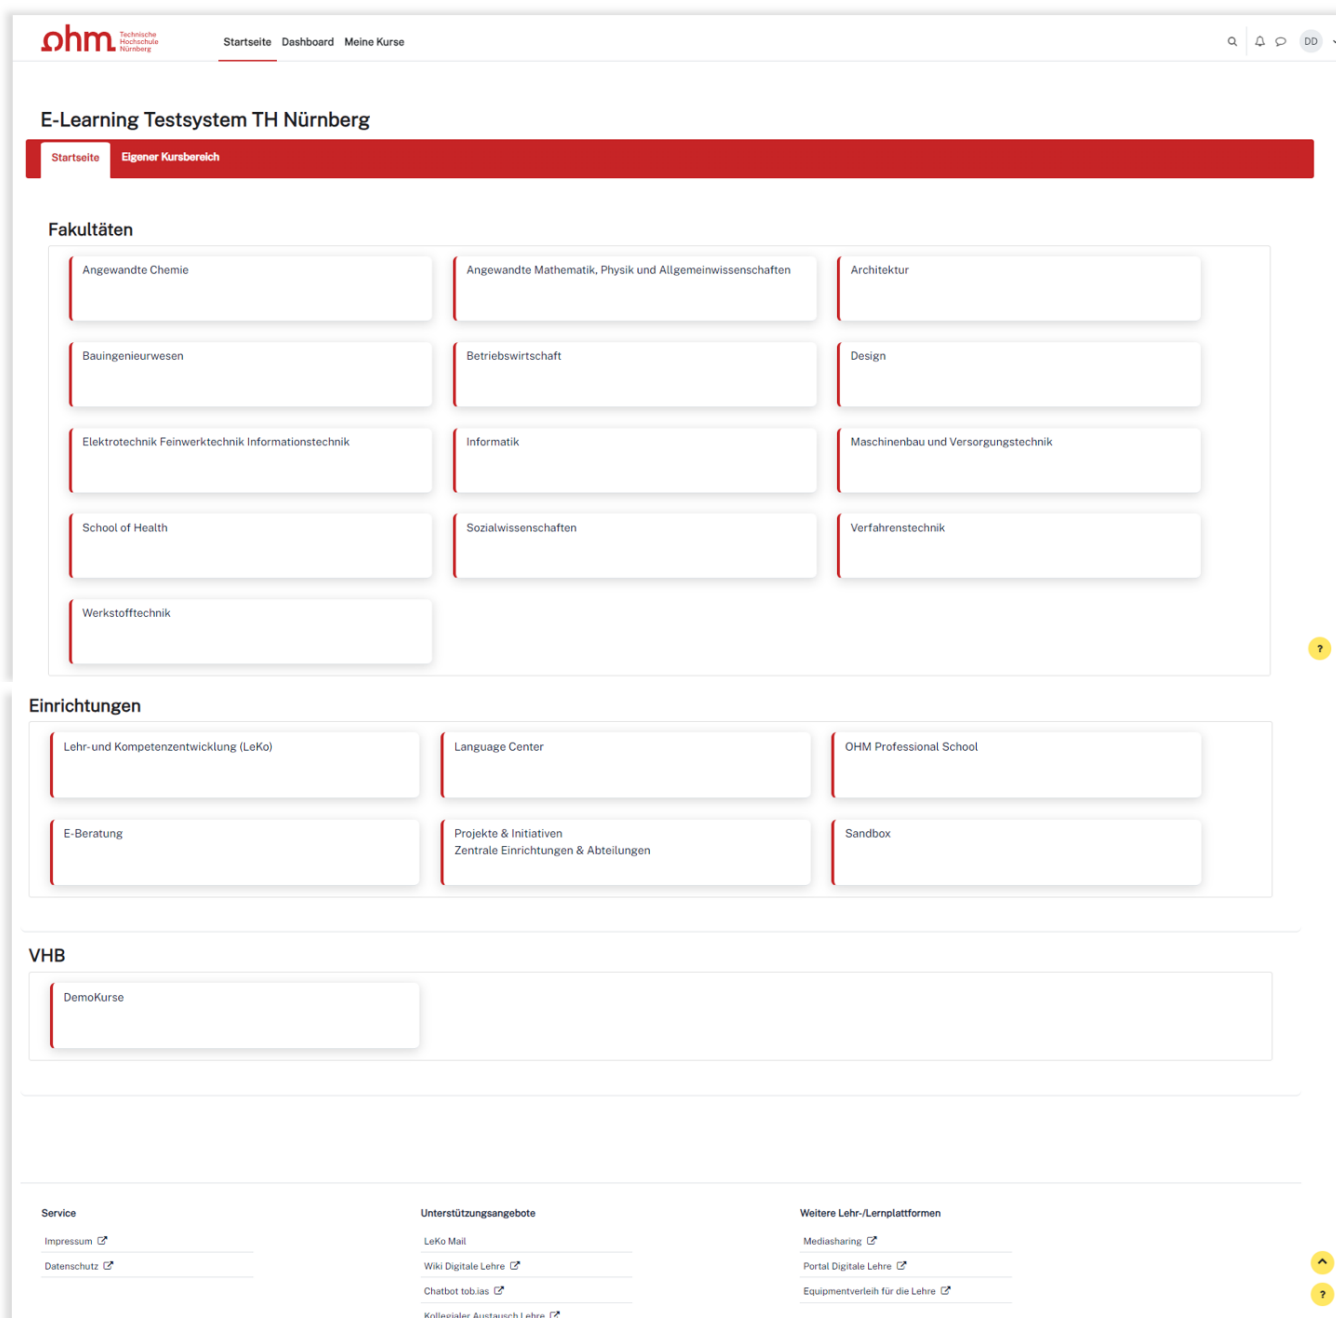 ohm Technische
Hochschule
Nürnberg
Startseite Dashboard Meine Kurse
DD
E-Learning Testsystem TH Nürnberg
Startseite Eigener Kursbereich
Fakultäten
Angewandte Chemie
Angewandte Mathematik, Physik und Allgemeinwissenschaften
Architektur
Bauingenieurwesen
Betriebswirtschaft
Design
Elektrotechnik Feinwerktechnik Informationstechnik
Informatik
Maschinenbau und Versorgungstechnik
School of Health
Sozialwissenschaften
Verfahrenstechnik
Werkstofftechnik
?
Einrichtungen
Lehr- und Kompetenzentwicklung (LeKo)
Language Center
OHM Professional School
E-Beratung
Projekte & Initiativen
Zentrale Einrichtungen & Abteilungen
Sandbox
VHB
DemoKurse
Service
Impressum
Datenschutz
Unterstützungsangebote
LeKo Mail
Wiki Digitale Lehre
Chatbot tob.ias
Kollegialer Austausch Lehre
Weitere Lehr-/Lernplattformen
Mediasharing
Portal Digitale Lehre
Equipmentverleih für die Lehre
?